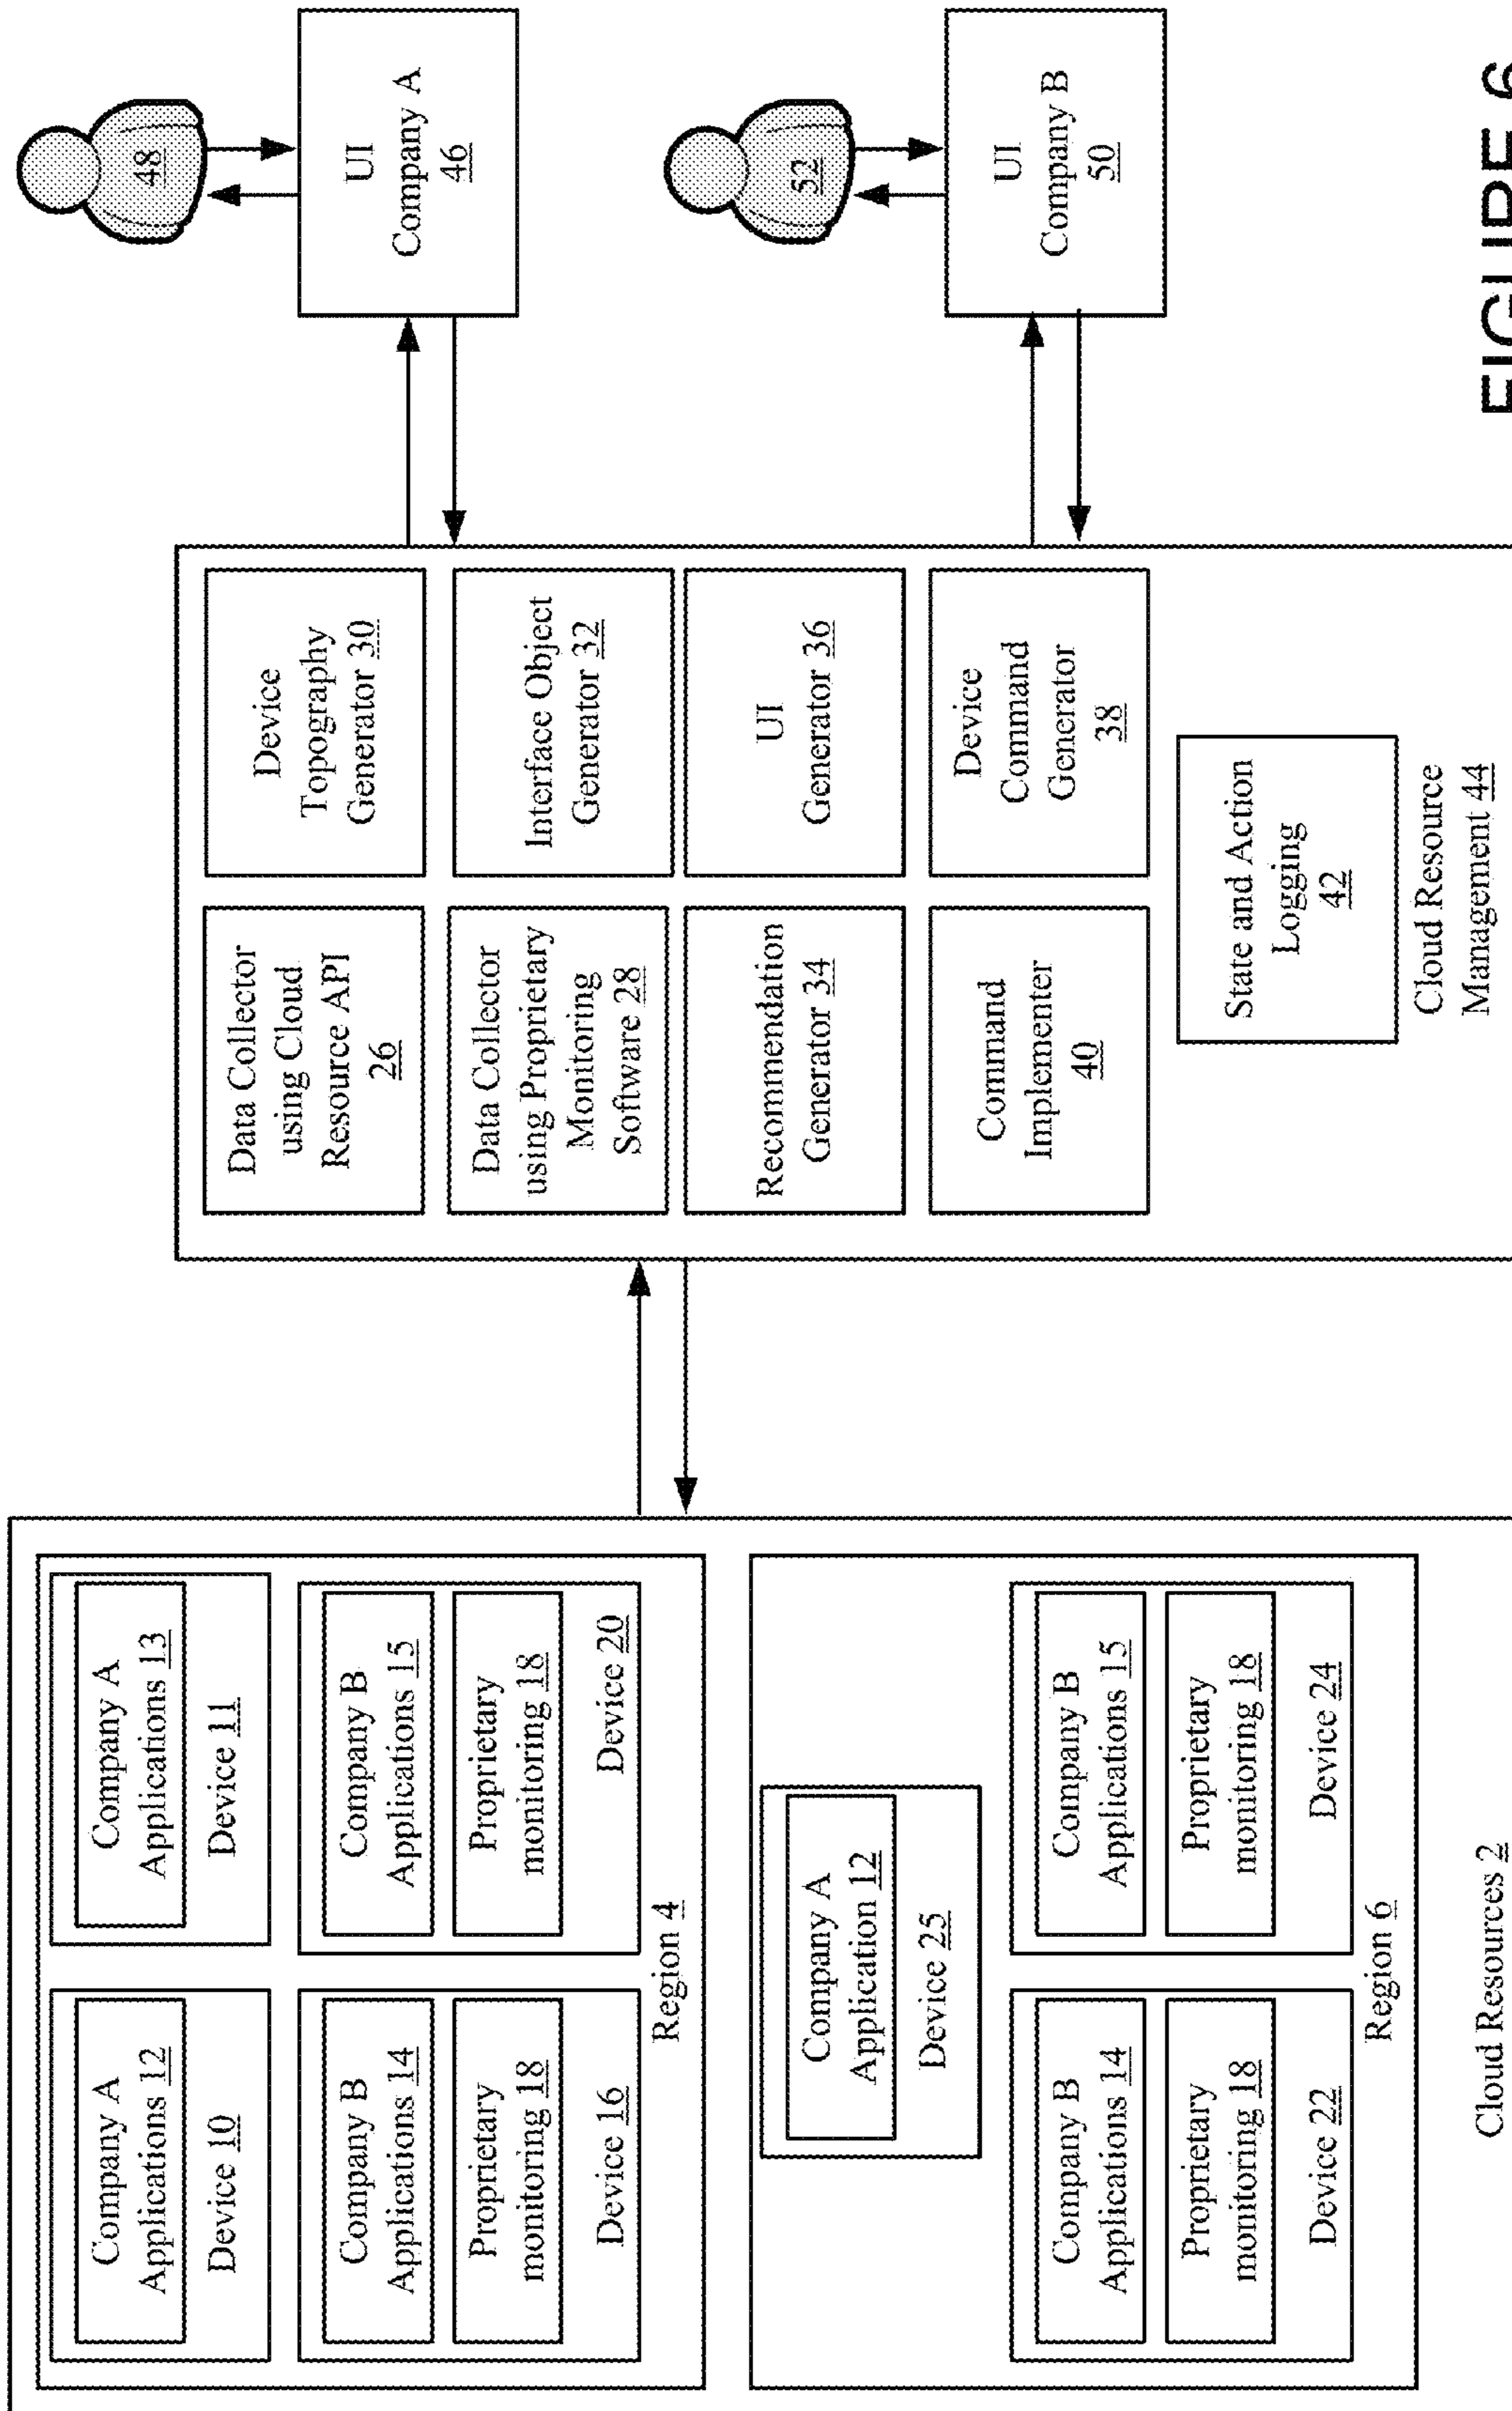 Company A
Applications 12
Device 10
Company A
Applications 13
Device 11
Company B
Applications 14
Proprietary
monitoring 18
Device 16
Company B
Applications 15
Proprietary
monitoring 18
Device 20
Region 4
Company A
Application 12
Device 25
Company B
Applications 14
Proprietary
monitoring 18
Device 22
Company B
Applications 15
Proprietary
monitoring 18
Device 24
Region 6
Cloud Resources 2
Data Collector
using Cloud
Resource API
26
Device
Topography
Generator 30
Data Collector
using Proprietary
Monitoring
Software 28
Interface Object
Generator 32
Recommendation
Generator 34
UI
Generator 36
Command
Implementer
40
Device
Command
Generator
38
State and Action
Logging
42
Cloud Resource
Management 44
48
UI
Company A
46
52
UI
Company B
50
FIGURE 6